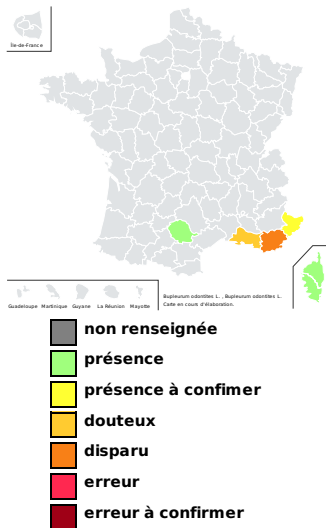 Île-de-France
Guadeloupe Martinique Guyane La Réunion Mayotte
Bupleurum odontites L. , Bupleurum odontites L.
Carte en cours d'élaboration.
non renseignée
présence
présence à confimer
douteux
disparu
erreur
erreur à confirmer